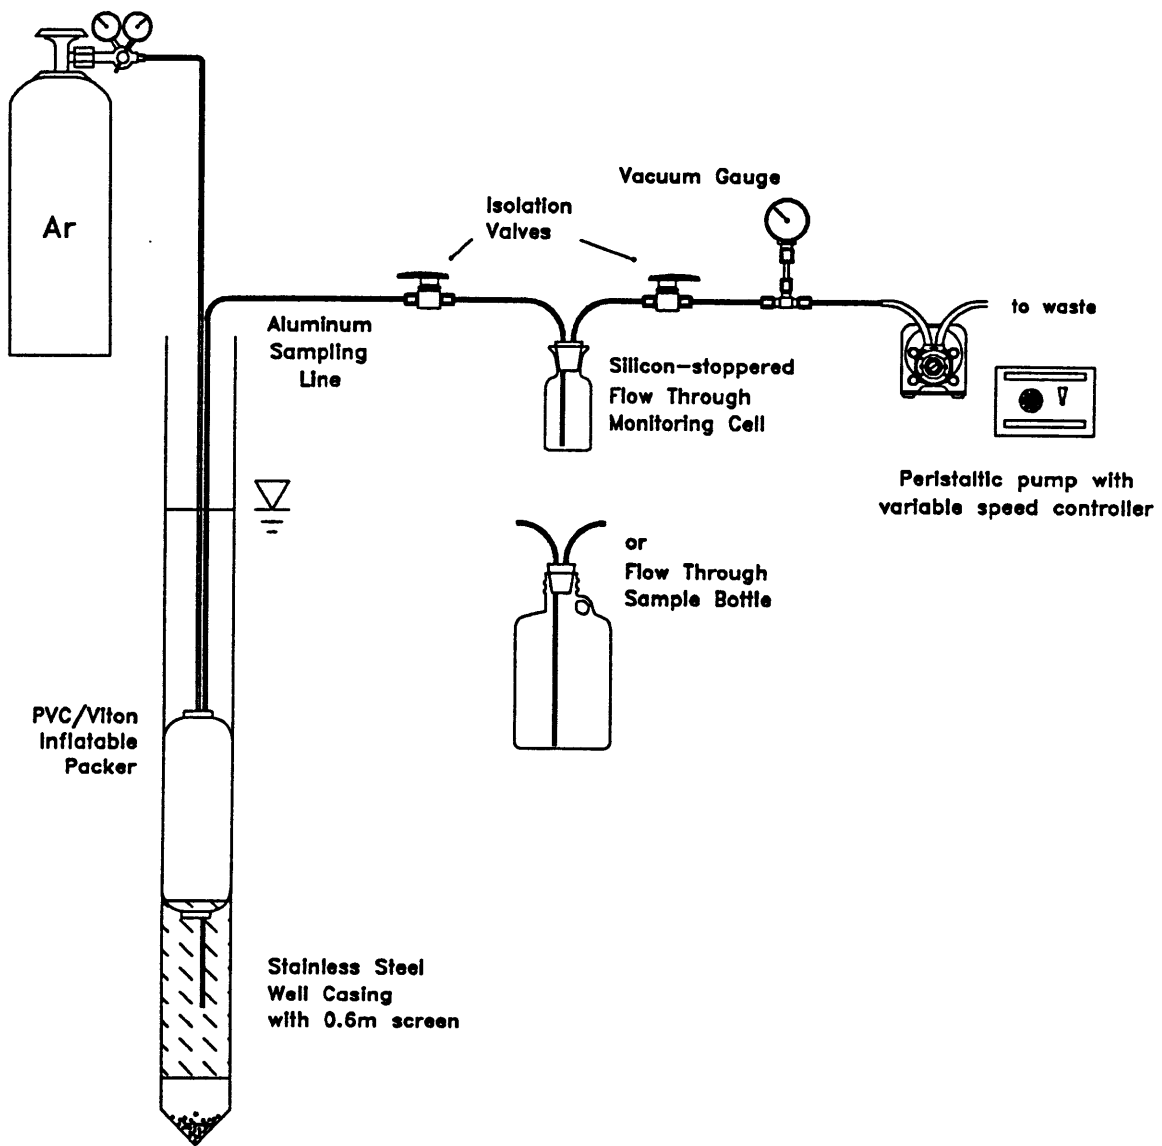 Ar
Vacuum Gauge
Isolation
Valves
to waste
Aluminum
Sampling
Line
Silicon-stoppered
Flow Through
Monitoring Cell
Peristaltic pump with
variable speed controller
or
Flow Through
Sample Bottle
PVC/Viton
Inflatable
Packer
Stainless Steel
Well Casing
with 0.6m screen